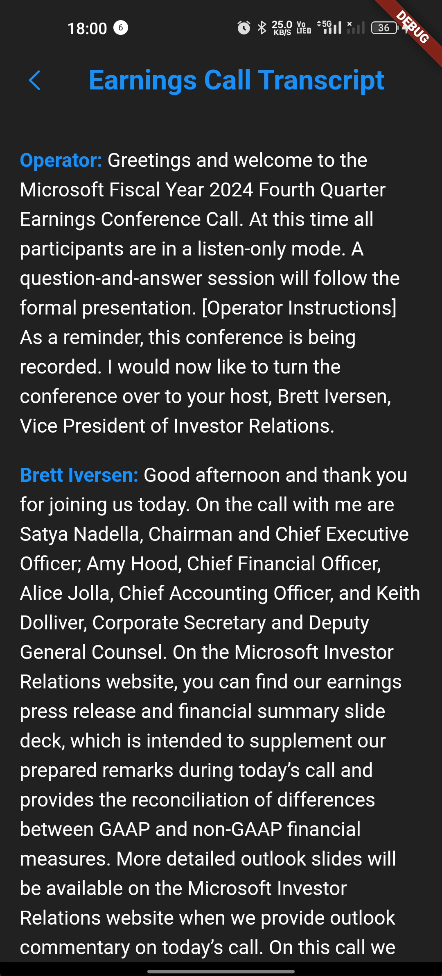 18:00 6 25.0 KB/S Vo LTE 5G 36
DEBUG
Earnings Call Transcript
Operator: Greetings and welcome to the
Microsoft Fiscal Year 2024 Fourth Quarter
Earnings Conference Call. At this time all
participants are in a listen-only mode. A
question-and-answer session will follow the
formal presentation. [Operator Instructions]
As a reminder, this conference is being
recorded. I would now like to turn the
conference over to your host, Brett Iversen,
Vice President of Investor Relations.
Brett Iversen: Good afternoon and thank you
for joining us today. On the call with me are
Satya Nadella, Chairman and Chief Executive
Officer; Amy Hood, Chief Financial Officer,
Alice Jolla, Chief Accounting Officer, and Keith
Dolliver, Corporate Secretary and Deputy
General Counsel. On the Microsoft Investor
Relations website, you can find our earnings
press release and financial summary slide
deck, which is intended to supplement our
prepared remarks during today’s call and
provides the reconciliation of differences
between GAAP and non-GAAP financial
measures. More detailed outlook slides will
be available on the Microsoft Investor
Relations website when we provide outlook
commentary on today’s call. On this call we